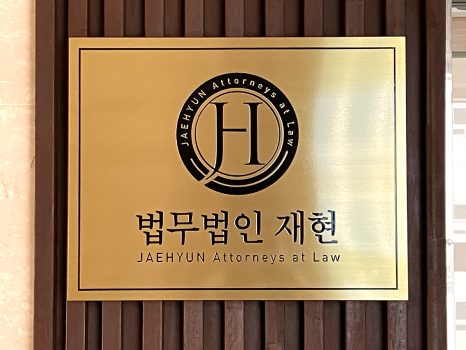 JAEHYUN Attorneys at Law
JH
법무법인 재현
JAEHYUN Attorneys at Law